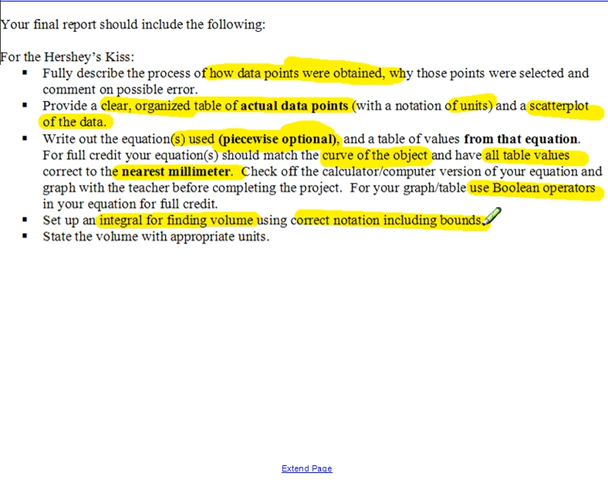 Your final report should include the following:
For the Hershey's Kiss:
▪ Fully describe the process of how data points were obtained, why those points were selected and
comment on possible error.
▪ Provide a clear, organized table of actual data points (with a notation of units) and a scatterplot
of the data.
▪ Write out the equation(s) used (piecewise optional), and a table of values from that equation.
For full credit your equation(s) should match the curve of the object and have all table values
correct to the nearest millimeter. Check off the calculator/computer version of your equation and
graph with the teacher before completing the project. For your graph/table use Boolean operators
in your equation for full credit.
▪ Set up an integral for finding volume using correct notation including bounds.
▪ State the volume with appropriate units.
Extend Page